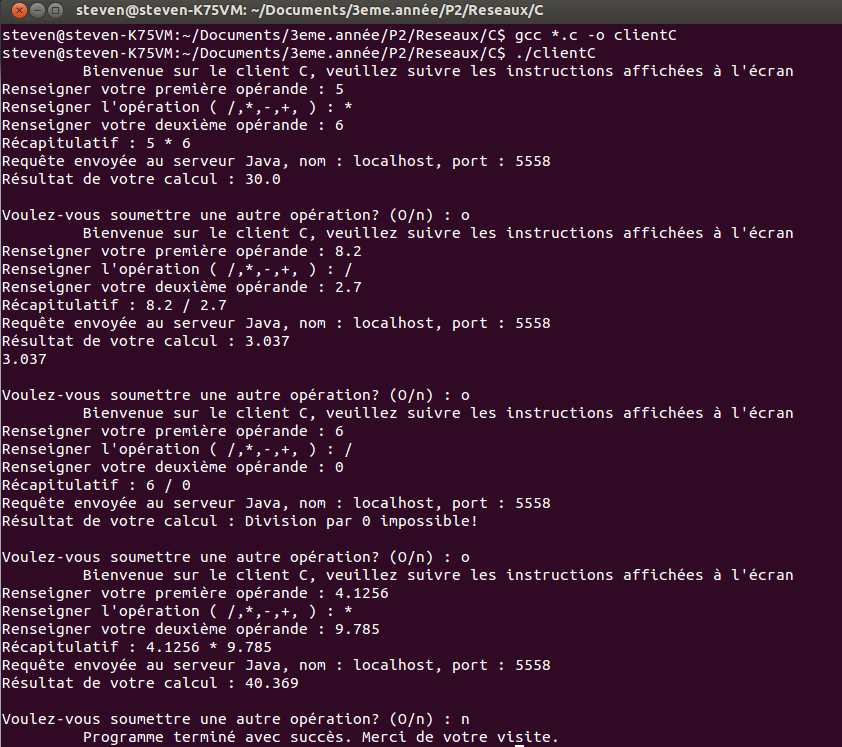 steven@steven-K75VM: ~/Documents/3eme.année/P2/Reseaux/C
steven@steven-K75VM:~/Documents/3eme.année/P2/Reseaux/C$ gcc *.c -o clientC
steven@steven-K75VM:~/Documents/3eme.année/P2/Reseaux/C$ ./clientC
Bienvenue sur le client C, veuillez suivre les instructions affichées à l'écran
Renseigner votre première opérande : 5
Renseigner l'opération ( /,*,-,+, ) : *
Renseigner votre deuxième opérande : 6
Récapitulatif : 5 * 6
Requête envoyée au serveur Java, nom : localhost, port : 5558
Résultat de votre calcul : 30.0
Voulez-vous soumettre une autre opération? (O/n) : o
Bienvenue sur le client C, veuillez suivre les instructions affichées à l'écran
Renseigner votre première opérande : 8.2
Renseigner l'opération ( /,*,-,+, ) : /
Renseigner votre deuxième opérande : 2.7
Récapitulatif : 8.2 / 2.7
Requête envoyée au serveur Java, nom : localhost, port : 5558
Résultat de votre calcul : 3.037
3.037
Voulez-vous soumettre une autre opération? (O/n) : o
Bienvenue sur le client C, veuillez suivre les instructions affichées à l'écran
Renseigner votre première opérande : 6
Renseigner l'opération ( /,*,-,+, ) : /
Renseigner votre deuxième opérande : 0
Récapitulatif : 6 / 0
Requête envoyée au serveur Java, nom : localhost, port : 5558
Résultat de votre calcul : Division par 0 impossible!
Voulez-vous soumettre une autre opération? (O/n) : o
Bienvenue sur le client C, veuillez suivre les instructions affichées à l'écran
Renseigner votre première opérande : 4.1256
Renseigner l'opération ( /,*,-,+, ) : *
Renseigner votre deuxième opérande : 9.785
Récapitulatif : 4.1256 * 9.785
Requête envoyée au serveur Java, nom : localhost, port : 5558
Résultat de votre calcul : 40.369
Voulez-vous soumettre une autre opération? (O/n) : n
Programme terminé avec succès. Merci de votre visite.